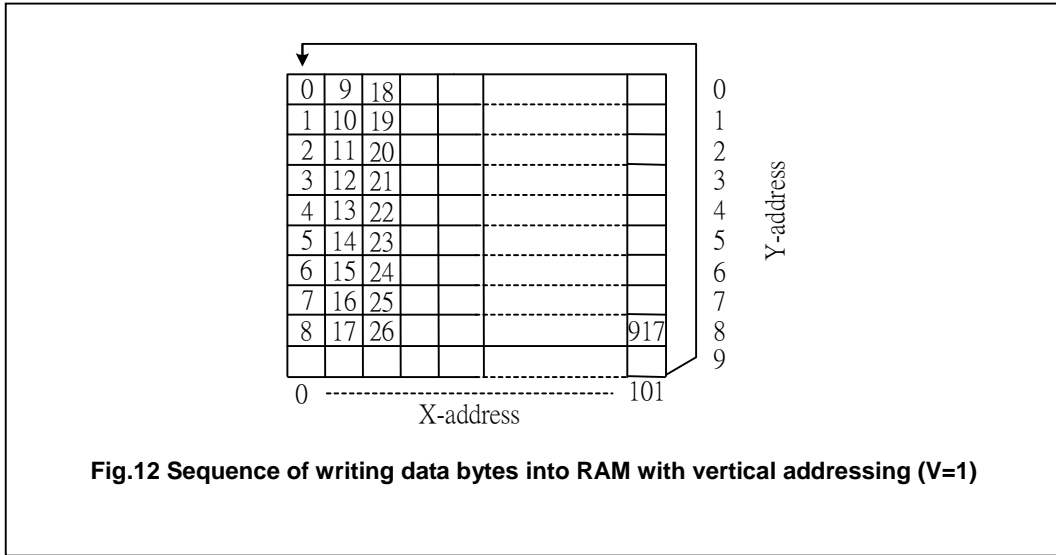 0 9 18 0
1 10 19 1
2 11 20 2
3 12 21 3
4 13 22 4
5 14 23 5
6 15 24 6
7 16 25 7
8 17 26 917 8
9
Y-address
0 101
X-address
Fig.12 Sequence of writing data bytes into RAM with vertical addressing (V=1)